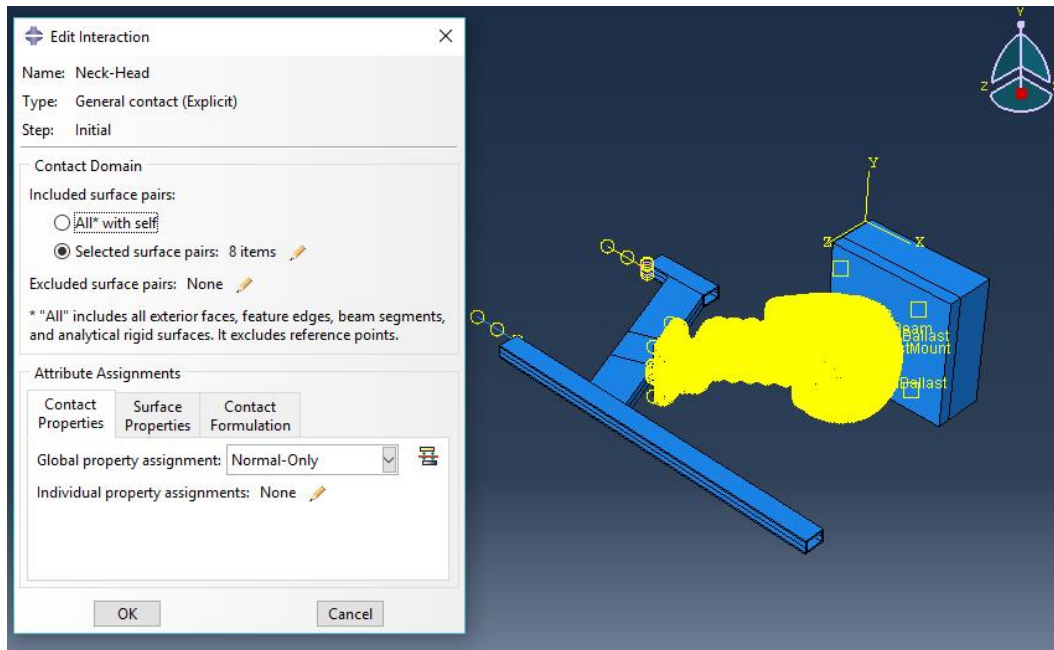 Edit Interaction
Name: Neck-Head
Type: General contact (Explicit)
Step: Initial
Contact Domain
Included surface pairs:
All* with self
Selected surface pairs: 8 items
Excluded surface pairs: None
* "All" includes all exterior faces, feature edges, beam segments,
and analytical rigid surfaces. It excludes reference points.
Attribute Assignments
Contact Properties
Surface Properties
Contact Formulation
Global property assignment: Normal-Only
Individual property assignments: None
OK
Cancel
Y
Z
Y
Z
X
Beam
Ballast
Ballast